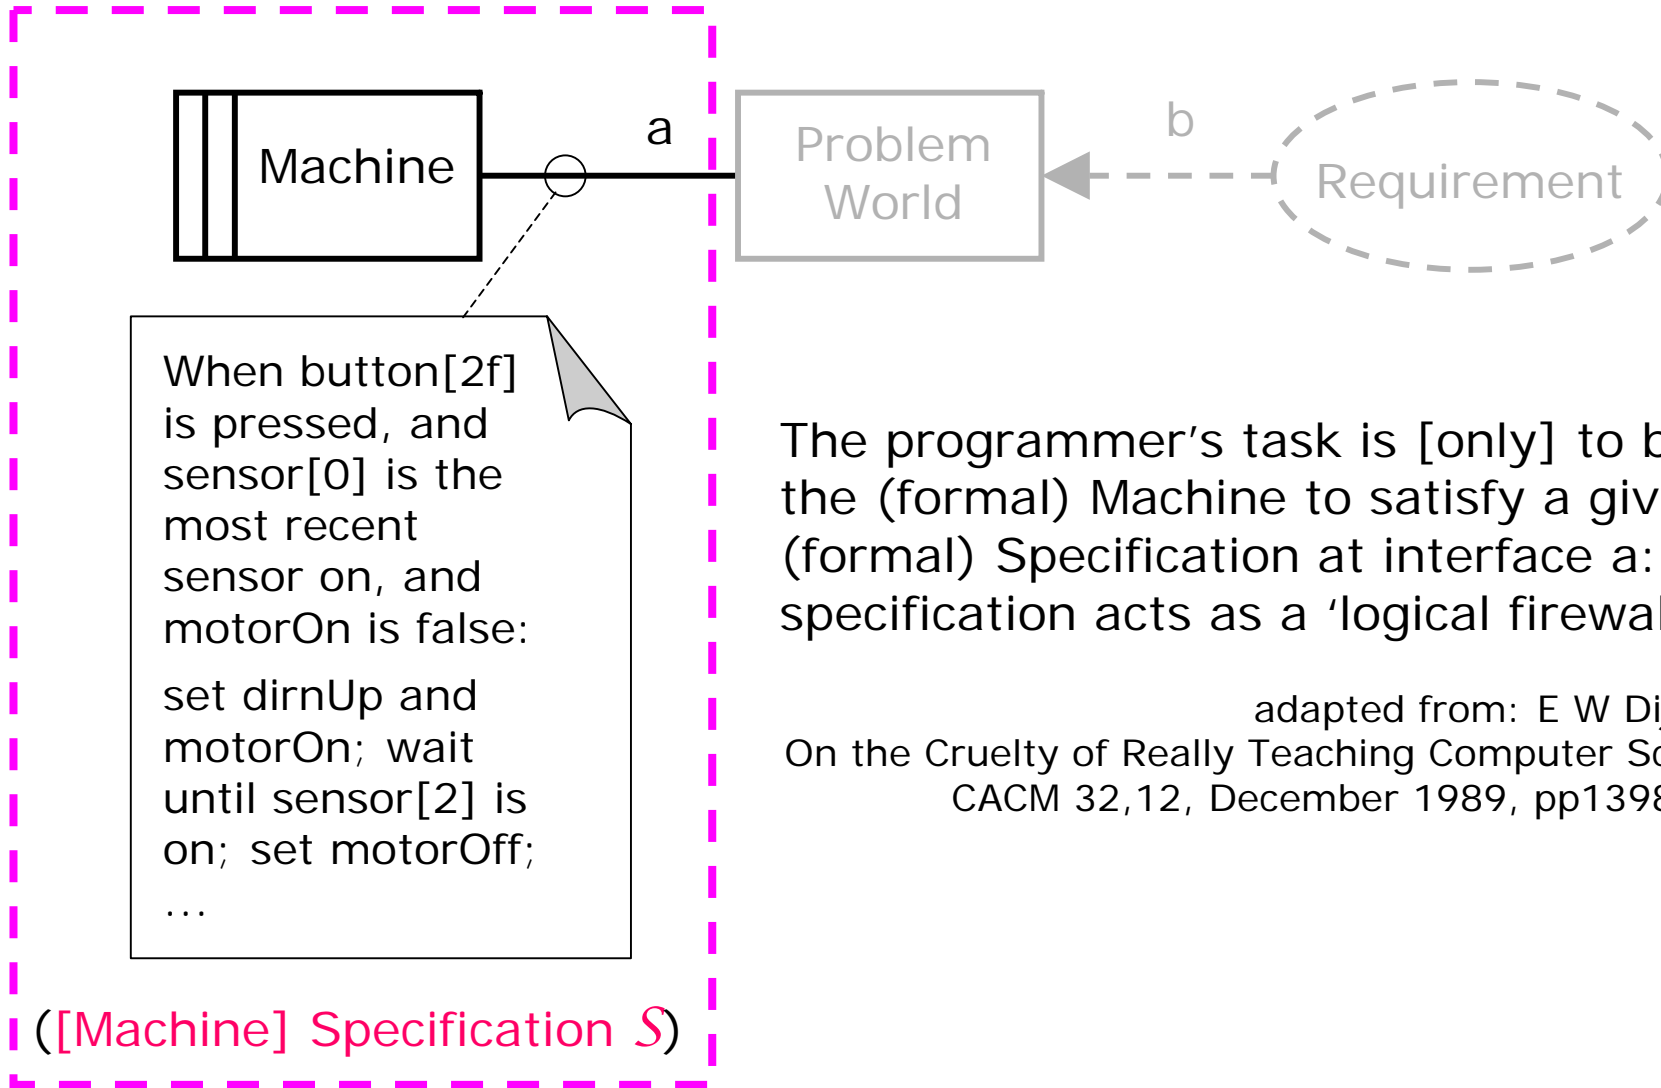 Machine
a
Problem
World
b
Requirement
When button[2f]
is pressed, and
sensor[0] is the
most recent
sensor on, and
motorOn is false:
set dirnUp and
motorOn; wait
until sensor[2] is
on; set motorOff;
...
([Machine] Specification S)
The programmer's task is [only] to
the (formal) Machine to satisfy a
(formal) Specification at interface a:
specification acts as a 'logical
adapted from: E W
On the Cruelty of Really Teaching Computer
CACM 32,12, December 1989,